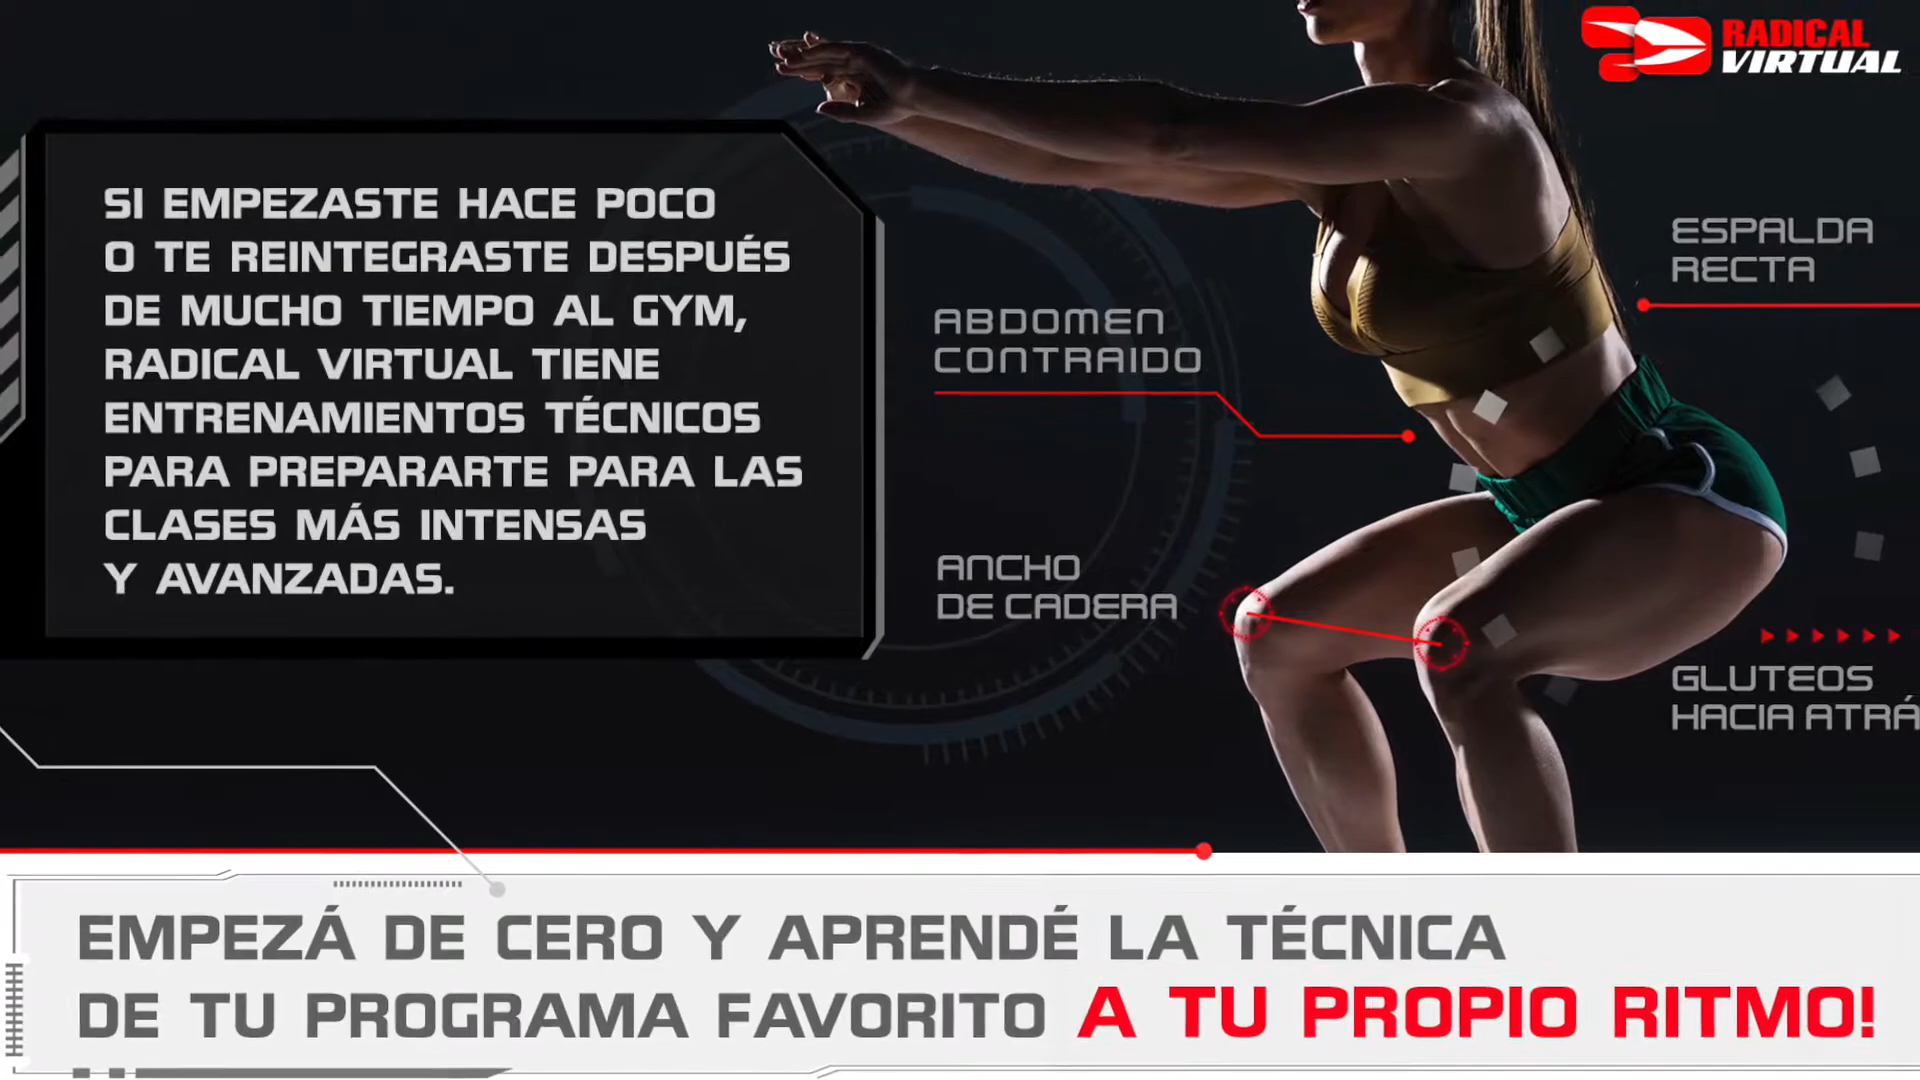 RADICAL
VIRTUAL
SI EMPEZASTE HACE POCO
O TE REINTEGRASTE DESPUÉS
DE MUCHO TIEMPO AL GYM,
RADICAL VIRTUAL TIENE
ENTRENAMIENTOS TÉCNICOS
PARA PREPARARTE PARA LAS
CLASES MÁS INTENSAS
Y AVANZADAS.
ABDOMEN
CONTRAIDO
ESPALDA
RECTA
ANCHO
DE CADERA
GLUTEOS
HACIA ATRÁ
EMPEZÁ DE CERO Y APRENDÉ LA TÉCNICA
DE TU PROGRAMA FAVORITO A TU PROPIO RITMO!